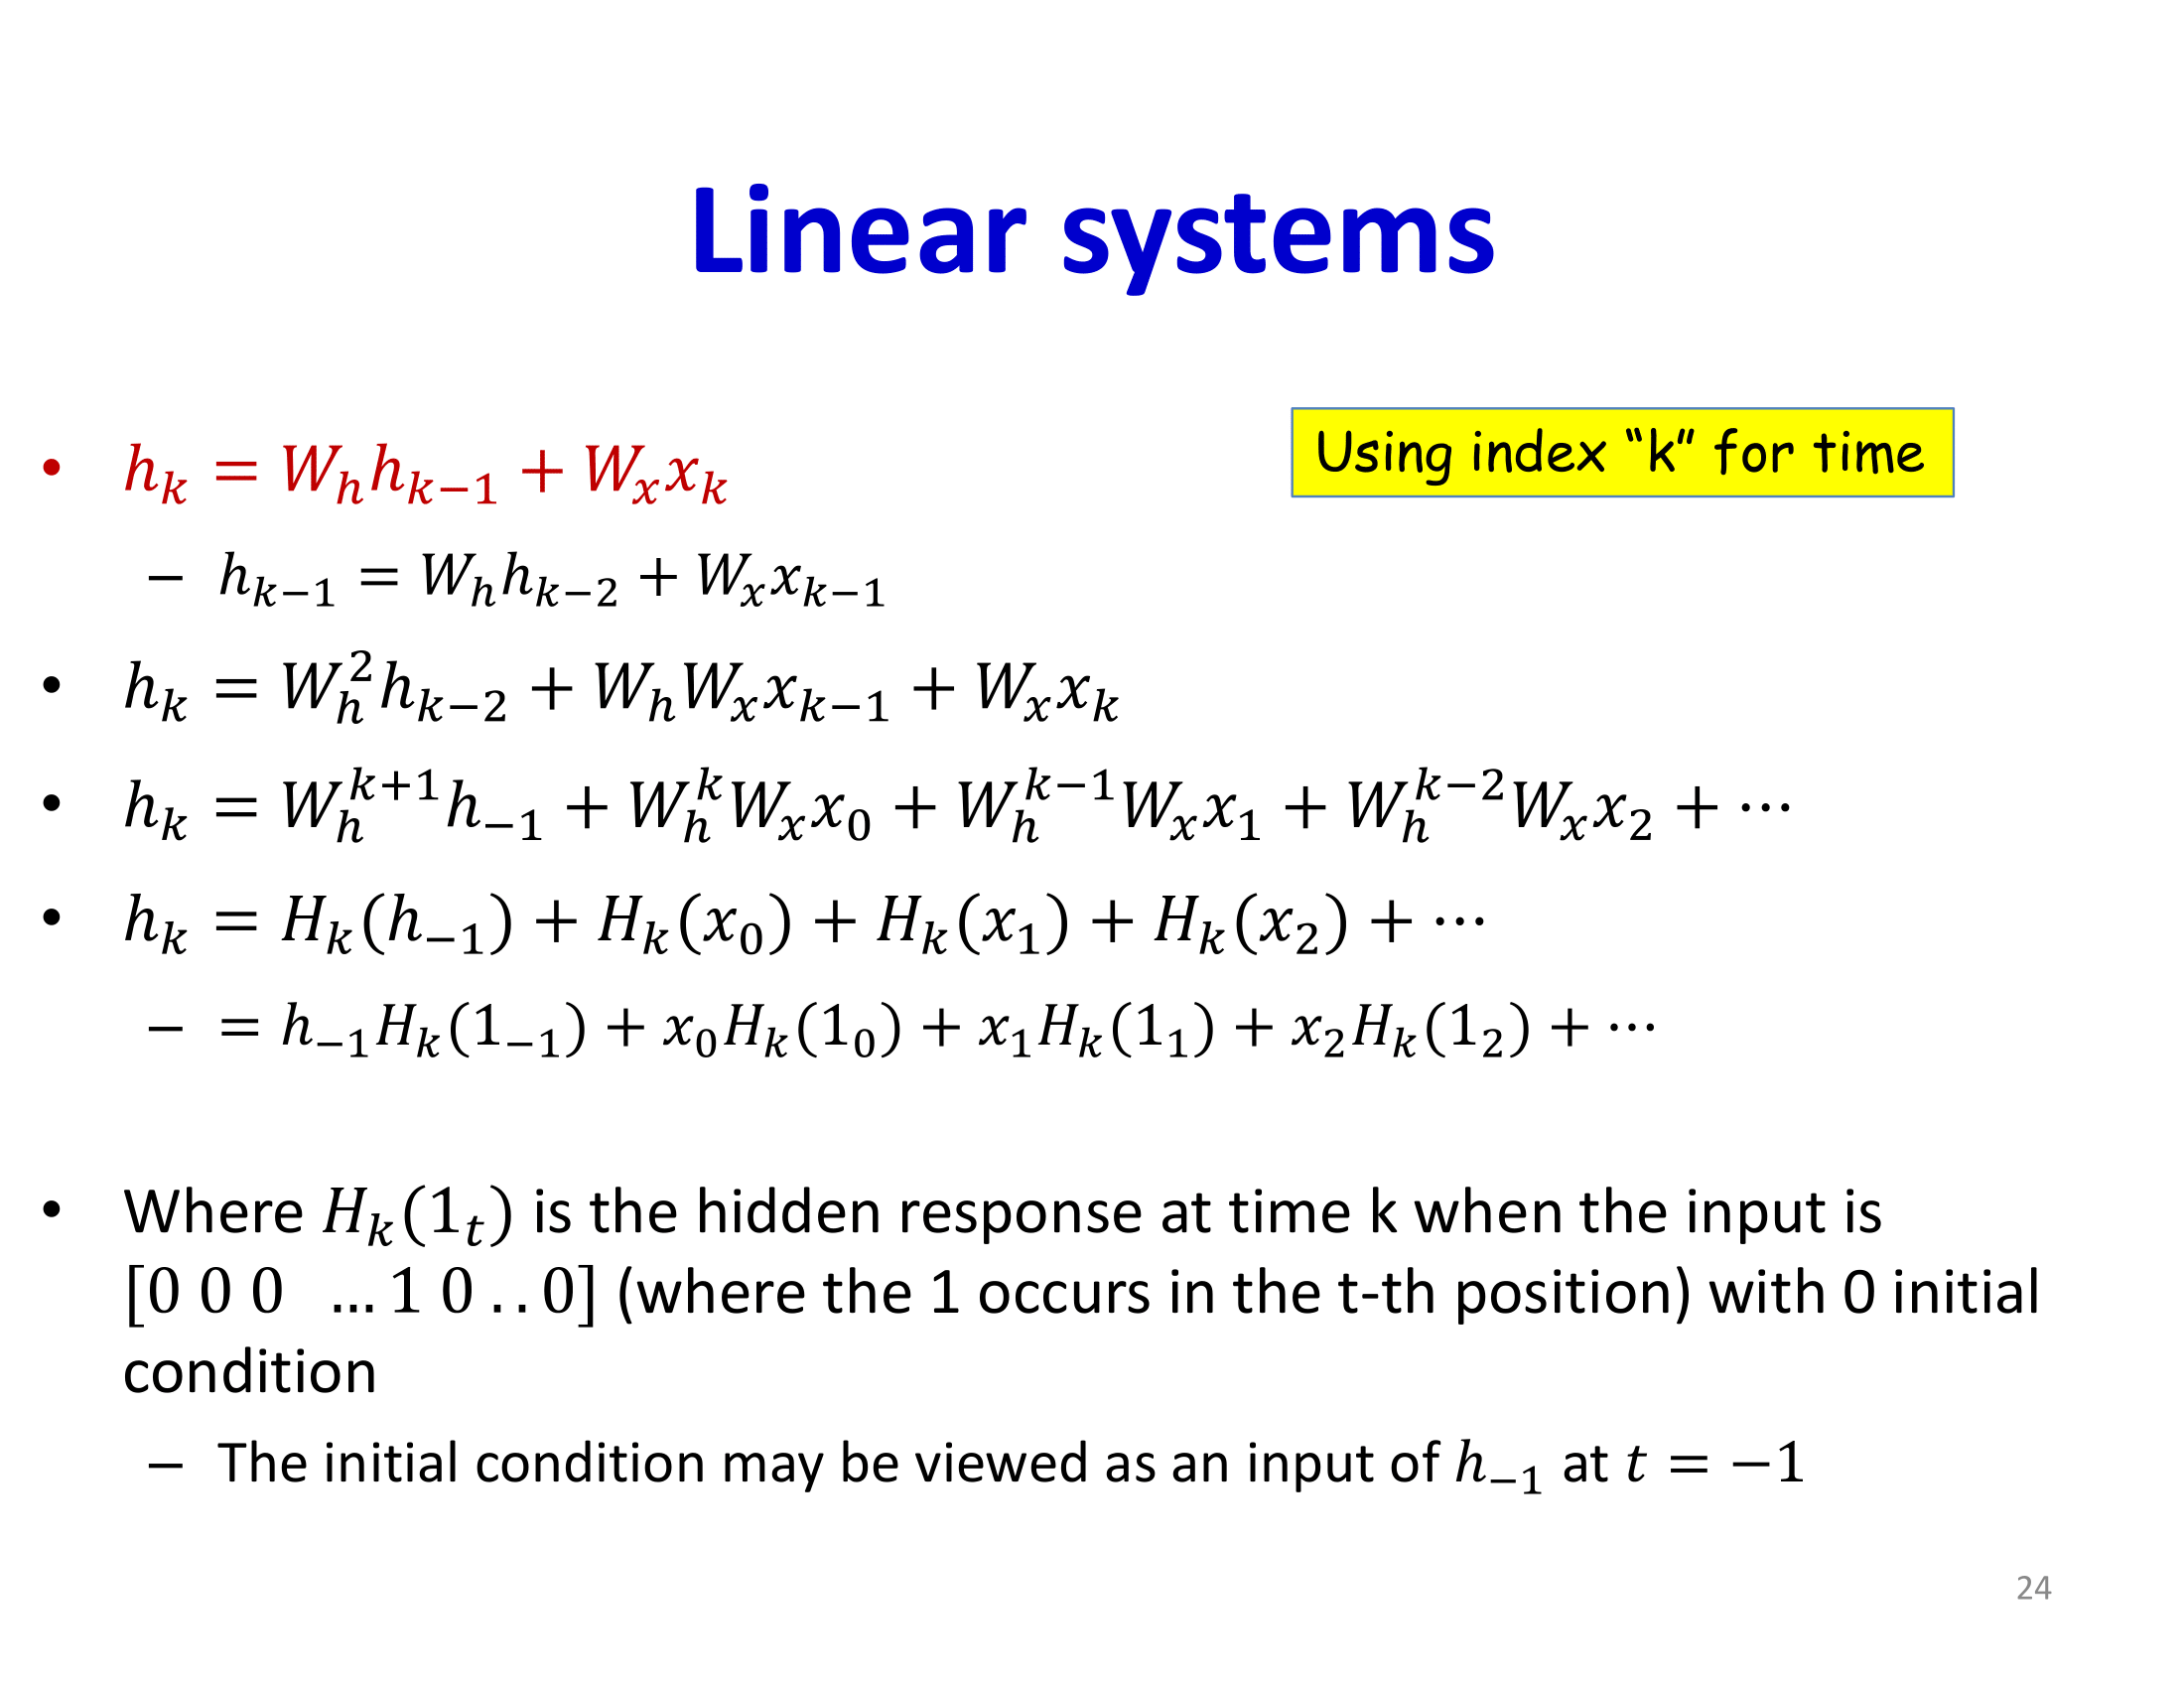 Linear systems
Using index "k" for time
• $h_k = W_h h_{k-1} + W_x x_k$
– $h_{k-1} = W_h h_{k-2} + W_x x_{k-1}$
• $h_k = W_h^2 h_{k-2} + W_h W_x x_{k-1} + W_x x_k$
• $h_k = W_h^{k+1} h_{-1} + W_h^k W_x x_0 + W_h^{k-1} W_x x_1 + W_h^{k-2} W_x x_2 + \cdots$
• $h_k = H_k(h_{-1}) + H_k(x_0) + H_k(x_1) + H_k(x_2) + \cdots$
– $= h_{-1} H_k(1_{-1}) + x_0 H_k(1_0) + x_1 H_k(1_1) + x_2 H_k(1_2) + \cdots$
• Where $H_k(1_t)$ is the hidden response at time k when the input is
[0 0 0 ... 1 0 . . 0] (where the 1 occurs in the t-th position) with 0 initial
condition
– The initial condition may be viewed as an input of $h_{-1}$ at $t = -1$
24